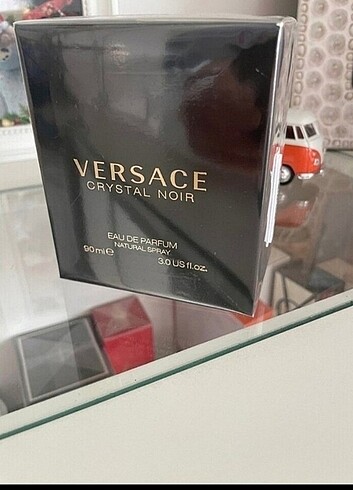 VERSACE
CRYSTAL NOIR
EAU DE PARFUM
NATURAL SPRAY
90 ml e 3.0 US fl.oz.